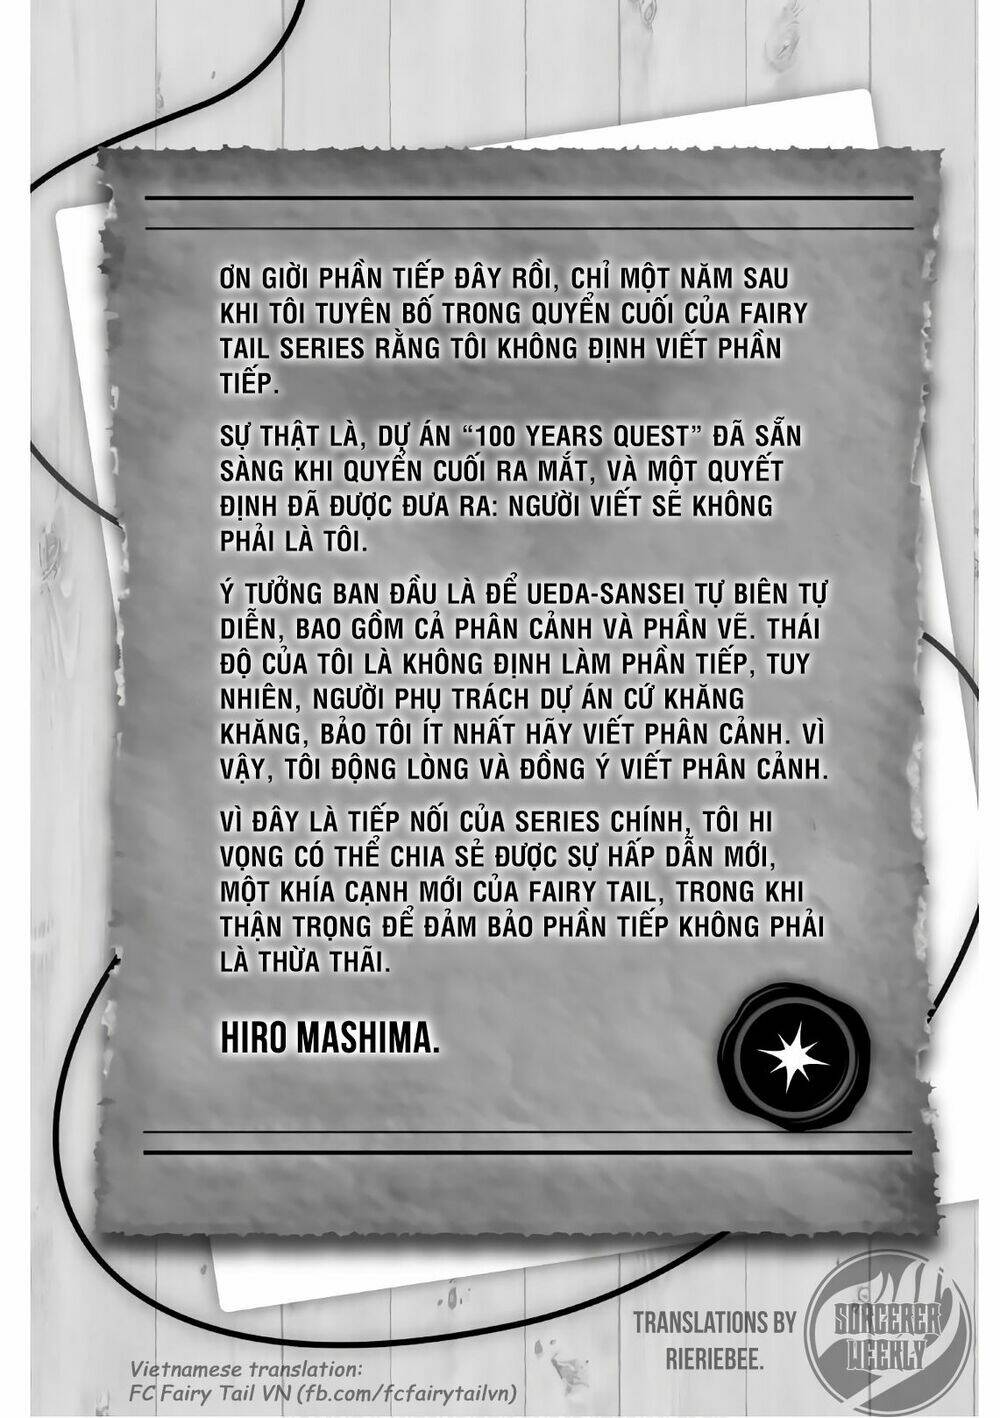 ƠN GIỜI PHẦN TIẾP ĐÂY RỒI, CHỈ MỘT NĂM SAU
KHI TÔI TUYÊN BỐ TRONG QUYỂN CUỐI CỦA FAIRY
TAIL SERIES RẰNG TÔI KHÔNG ĐỊNH VIẾT PHẦN
TIẾP.
SỰ THẬT LÀ, DỰ ÁN “100 YEARS QUEST” ĐÃ SẴN
SÀNG KHI QUYỂN CUỐI RA MẮT, VÀ MỘT QUYẾT
ĐỊNH ĐÃ ĐƯỢC ĐƯA RA: NGƯỜI VIẾT SẼ KHÔNG
PHẢI LÀ TÔI.
Ý TƯỞNG BAN ĐẦU LÀ ĐỂ UEDA-SANSEI TỰ BIÊN TỰ
DIỄN, BAO GỒM CẢ PHÂN CẢNH VÀ PHẦN VẼ. THÁI
ĐỘ CỦA TÔI LÀ KHÔNG ĐỊNH LÀM PHẦN TIẾP, TUY
NHIÊN, NGƯỜI PHỤ TRÁCH DỰ ÁN CỨ KHĂNG
KHĂNG, BẢO TÔI ÍT NHẤT HÃY VIẾT PHÂN CẢNH. VÌ
VẬY, TÔI ĐỘNG LÒNG VÀ ĐỒNG Ý VIẾT PHÂN CẢNH.
VÌ ĐÂY LÀ TIẾP NỐI CỦA SERIES CHÍNH, TÔI HI
VỌNG CÓ THỂ CHIA SẺ ĐƯỢC SỰ HẤP DẪN MỚI,
MỘT KHÍA CẠNH MỚI CỦA FAIRY TAIL, TRONG KHI
THẬN TRỌNG ĐỂ ĐẢM BẢO PHẦN TIẾP KHÔNG PHẢI
LÀ THỪA THÃI.
HIRO MASHIMA.
TRANSLATIONS BY
RIERIEBEE.
SORCERER
WEEKLY
Vietnamese translation:
FC Fairy Tail VN (fb.com/fcfairytailvn)